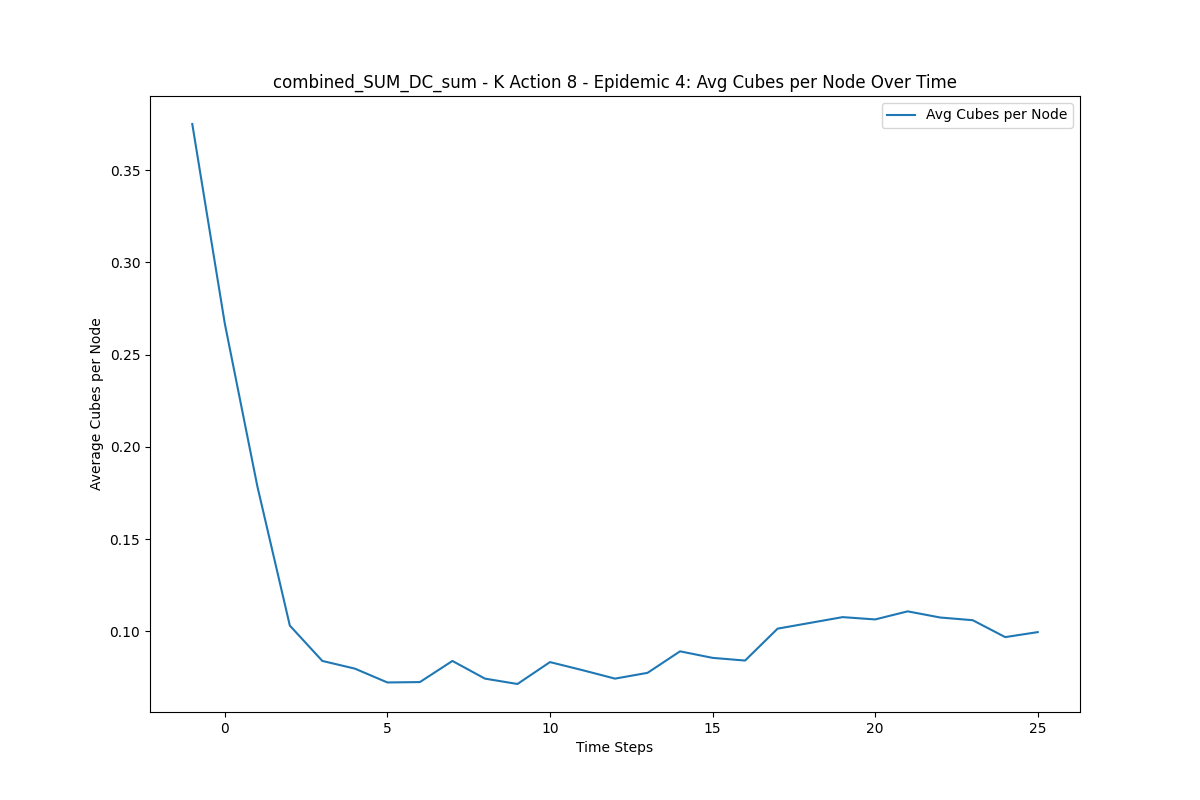 combined_SUM_DC_sum - K Action 8 - Epidemic 4: Avg Cubes per Node Over Time
Avg Cubes per Node
Average Cubes per Node
0.35
0.30
0.25
0.20
0.15
0.10
0 5 10 15 20 25
Time Steps